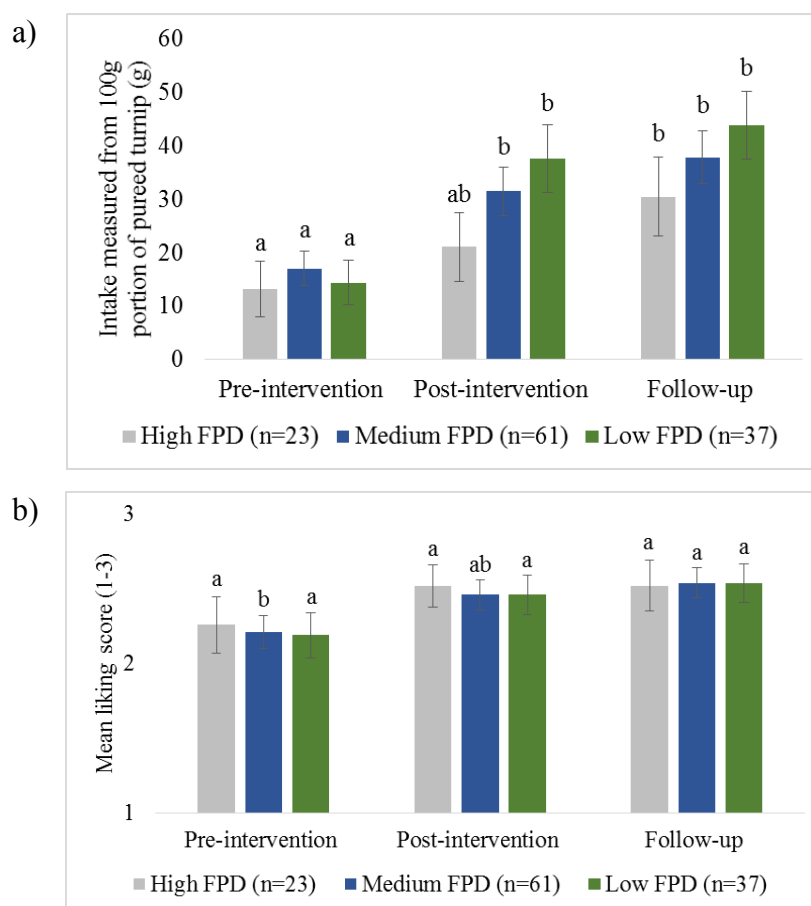 a)
Intake measured from 100g
portion of pureed turnip (g)
60
50
40
30
20
10
0
a
a
a
ab
b
b
b
b
b
Pre-intervention
Post-intervention
Follow-up
High FPD (n=23)
Medium FPD (n=61)
Low FPD (n=37)
b)
Mean liking score (1-3)
3
2
1
a
b
a
a
ab
a
a
a
a
Pre-intervention
Post-intervention
Follow-up
High FPD (n=23)
Medium FPD (n=61)
Low FPD (n=37)